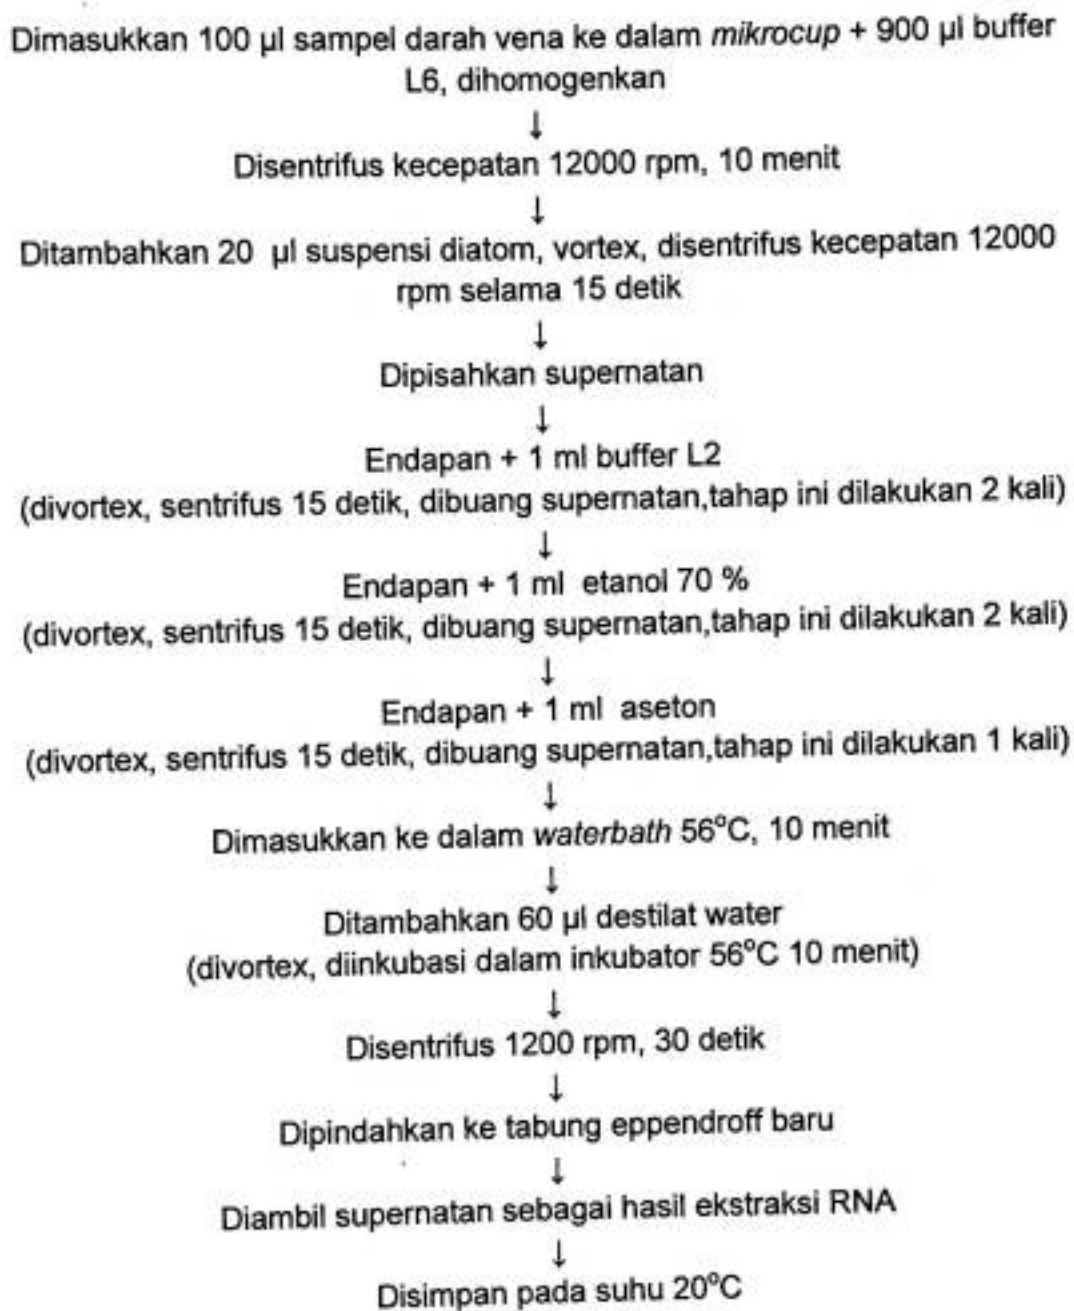 Dimasukkan 100 µl sampel darah vena ke dalam mikrocup + 900 µl buffer
L6, dihomogenkan
↓
Disentrifus kecepatan 12000 rpm, 10 menit
↓
Ditambahkan 20 µl suspensi diatom, vortex, disentrifus kecepatan 12000
rpm selama 15 detik
↓
Dipisahkan supernatan
↓
Endapan + 1 ml buffer L2
(divortex, sentrifus 15 detik, dibuang supernatan,tahap ini dilakukan 2 kali)
↓
Endapan + 1 ml etanol 70 %
(divortex, sentrifus 15 detik, dibuang supernatan,tahap ini dilakukan 2 kali)
↓
Endapan + 1 ml aseton
(divortex, sentrifus 15 detik, dibuang supernatan,tahap ini dilakukan 1 kali)
↓
Dimasukkan ke dalam waterbath 56°C, 10 menit
↓
Ditambahkan 60 µl destilat water
(divortex, diinkubasi dalam inkubator 56°C 10 menit)
↓
Disentrifus 1200 rpm, 30 detik
↓
Dipindahkan ke tabung eppendroff baru
↓
Diambil supernatan sebagai hasil ekstraksi RNA
↓
Disimpan pada suhu 20°C